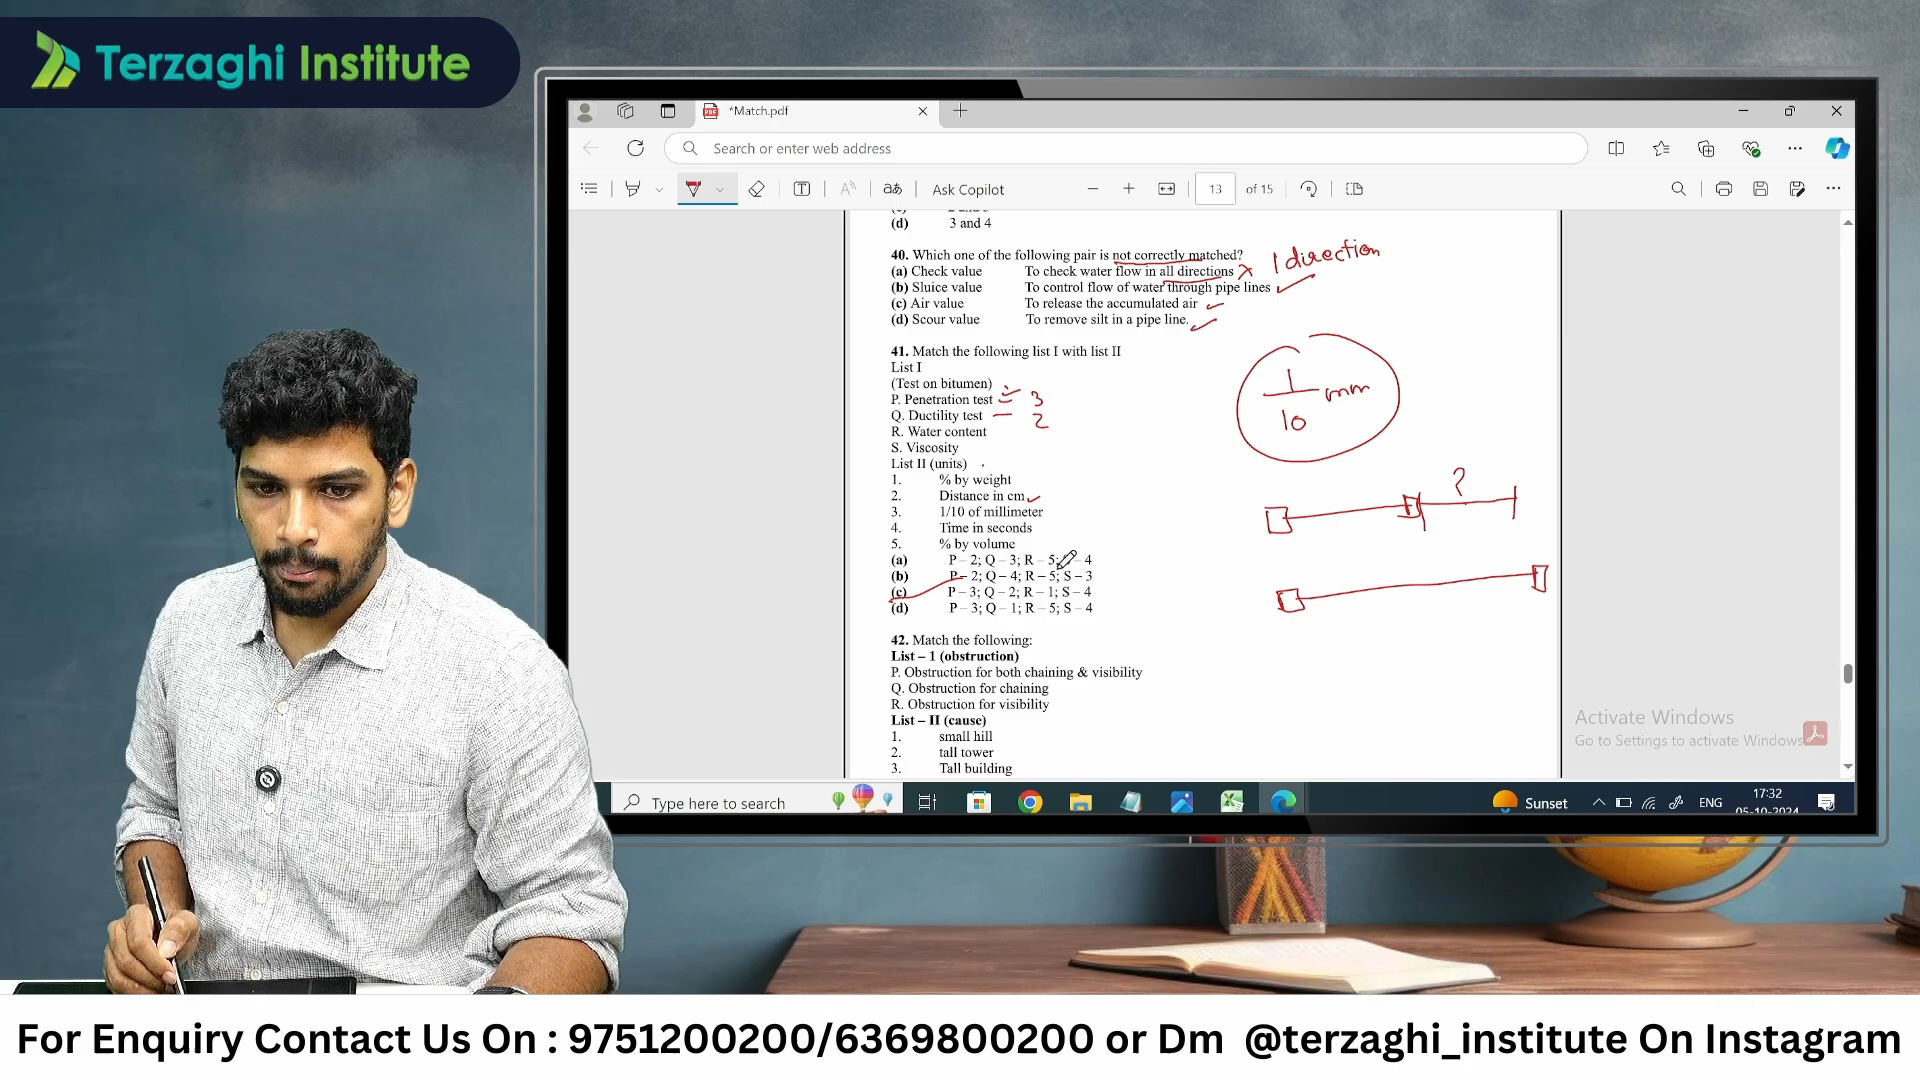 Terzaghi Institute
*Match.pdf
Search or enter web address
Ask Copilot
13 of 15
(d) 3 and 4
40. Which one of the following pair is not correctly matched?
(a) Check value To check water flow in all directions
1 direction
(b) Sluice value To control flow of water through pipe lines
(c) Air value To release the accumulated air
(d) Scour value To remove silt in a pipe line.
41. Match the following list I with list II
List I
(Test on bitumen)
P. Penetration test 3
Q. Ductility test 2
R. Water content
S. Viscosity
List II (units)
1. % by weight
2. Distance in cm
3. 1/10 of millimeter
4. Time in seconds
5. % by volume
(a) P – 2; Q – 3; R – 5; – 4
(b) P – 2; Q – 4; R – 5; S – 3
(c) P – 3; Q – 2; R – 1; S – 4
(d) P – 3; Q – 1; R – 5; S – 4
1
10
mm
?
42. Match the following:
List – 1 (obstruction)
P. Obstruction for both chaining & visibility
Q. Obstruction for chaining
R. Obstruction for visibility
List – II (cause)
1. small hill
2. tall tower
3. Tall building
Activate Windows
Go to Settings to activate Windows
Type here to search
Sunset
ENG
17:32
05-10-2024
For Enquiry Contact Us On : 9751200200/6369800200 or Dm @terzaghi_institute On Instagram